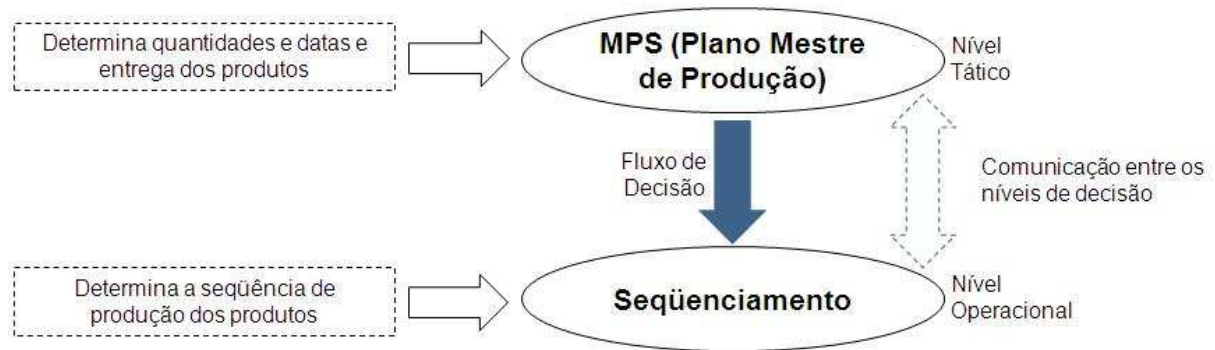 Determina quantidades e datas e
entrega dos produtos
MPS (Plano Mestre
de Produção)
Nível
Tático
Fluxo de
Decisão
Comunicação entre os
níveis de decisão
Determina a seqüência de
produção dos produtos
Seqüenciamento
Nível
Operacional